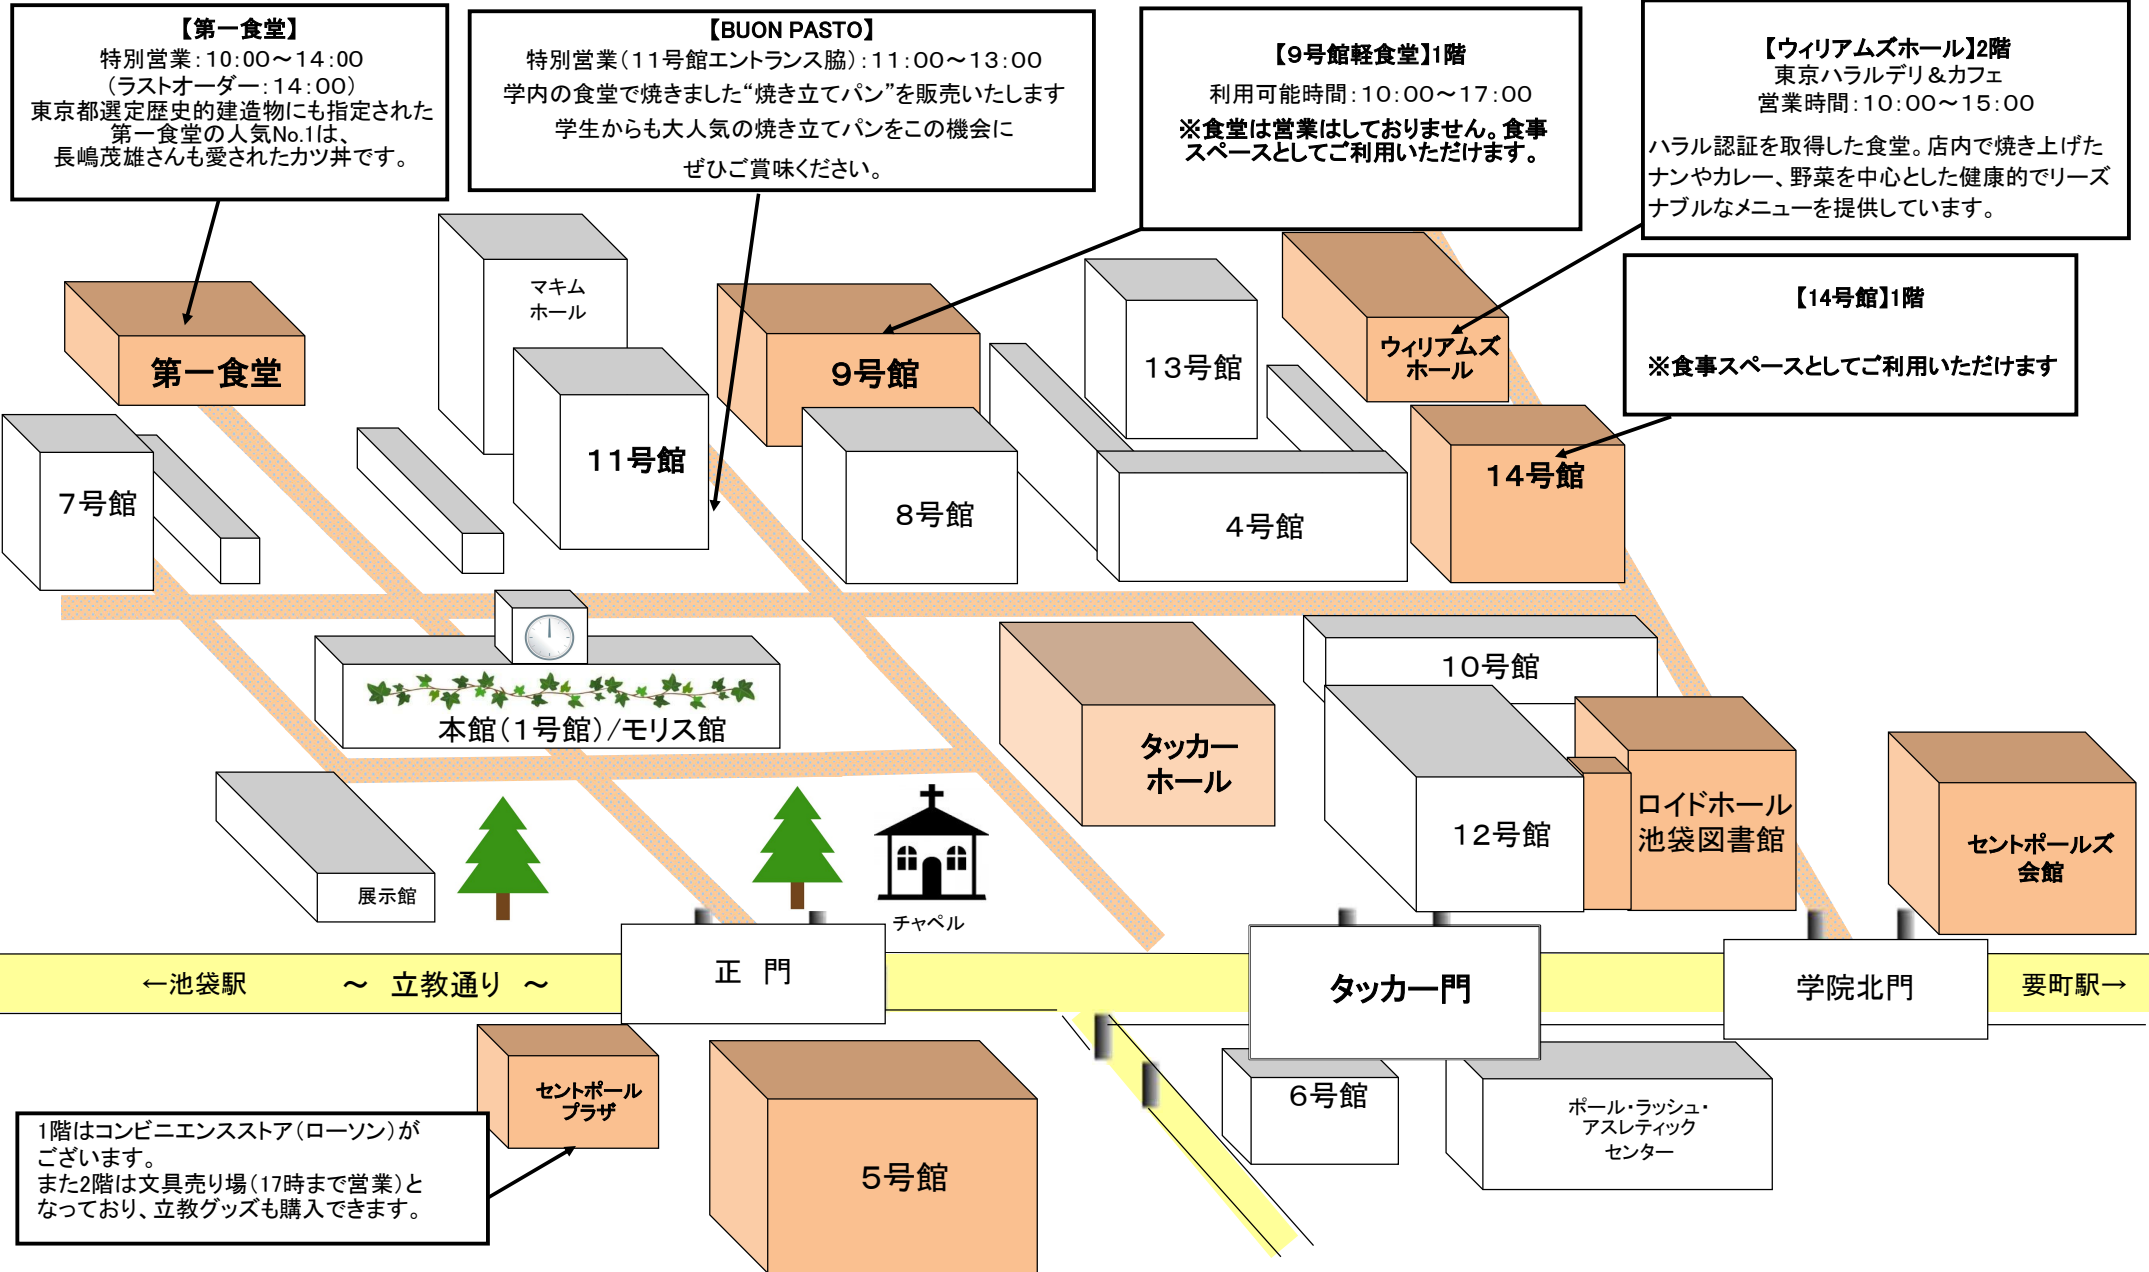 【第一食堂】
特別営業：10:00～14:00
（ラストオーダー：14:00）
東京都選定歴史的建造物にも指定された
第一食堂の人気No.1は、
長嶋茂雄さんも愛されたカツ丼です。
【BUON PASTO】
特別営業（11号館エントランス脇）：11:00～13:00
学内の食堂で焼きました“焼き立てパン”を販売いたします
学生からも大人気の焼き立てパンをこの機会に
ぜひご賞味ください。
【9号館軽食堂】1階
利用可能時間：10:00～17:00
※食堂は営業はしておりません。食事
スペースとしてご利用いただけます。
【ウィリアムズホール】2階
東京ハラルデリ＆カフェ
営業時間：10:00～15:00
ハラル認証を取得した食堂。店内で焼き上げた
ナンやカレー、野菜を中心とした健康的でリーズ
ナブルなメニューを提供しています。
【14号館】1階
※食事スペースとしてご利用いただけます
マキム
ホール
第一食堂
9号館
13号館
ウィリアムズ
ホール
11号館
14号館
7号館
8号館
4号館
10号館
本館（1号館）/モリス館
タッカー
ホール
12号館
ロイドホール
池袋図書館
セントポールズ
会館
展示館
チャペル
←池袋駅
～ 立教通り ～
正 門
タッカー門
学院北門
要町駅→
セントポール
プラザ
6号館
ポール・ラッシュ・
アスレティック
センター
5号館
1階はコンビニエンスストア（ローソン）が
ございます。
また2階は文具売り場（17時まで営業）と
なっており、立教グッズも購入できます。